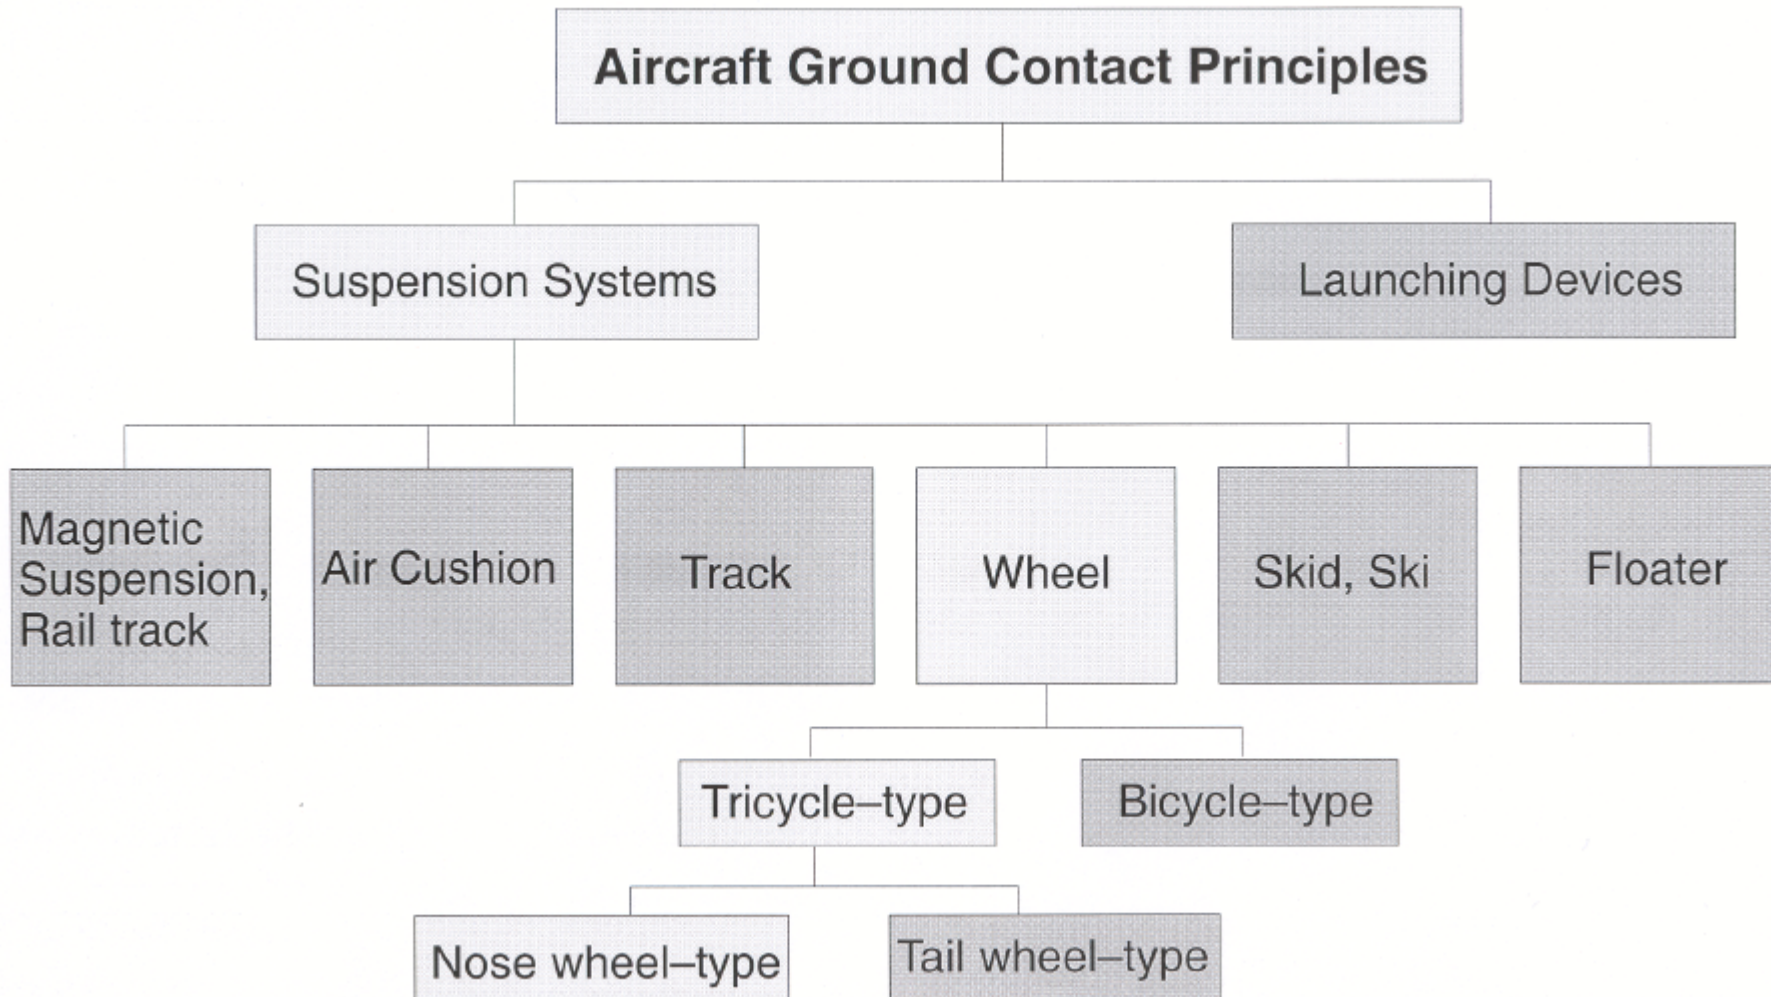 Aircraft Ground Contact Principles
Suspension Systems
Launching Devices
Magnetic
Suspension,
Rail track
Air Cushion
Track
Wheel
Skid, Ski
Floater
Tricycle–type
Bicycle–type
Nose wheel–type
Tail wheel–type